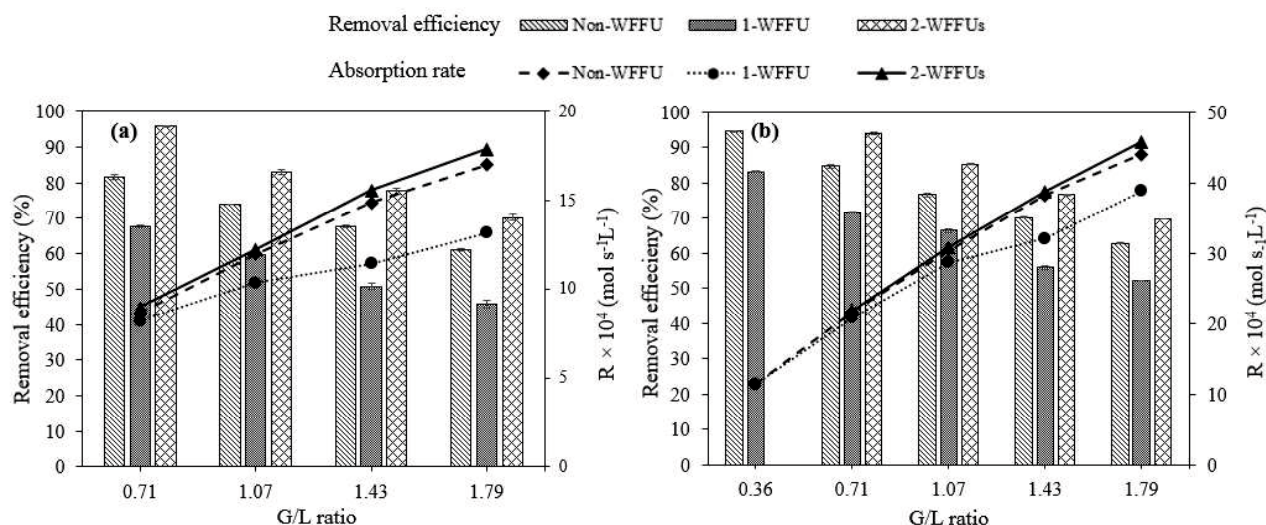 Removal efficiency Non-WFFU 1-WFFU 2-WFFUs
Absorption rate Non-WFFU 1-WFFU 2-WFFUs
(a)
Removal efficiency (%)
100
90
80
70
60
50
40
30
20
10
0
20
15
10
5
0
R × 10⁴ (mol s⁻¹L⁻¹)
0.71 1.07 1.43 1.79
G/L ratio
(b)
Removal effieciency (%)
100
90
80
70
60
50
40
30
20
10
0
50
40
30
20
10
0
R × 10⁴ (mol s₋₁L⁻¹)
0.36 0.71 1.07 1.43 1.79
G/L ratio